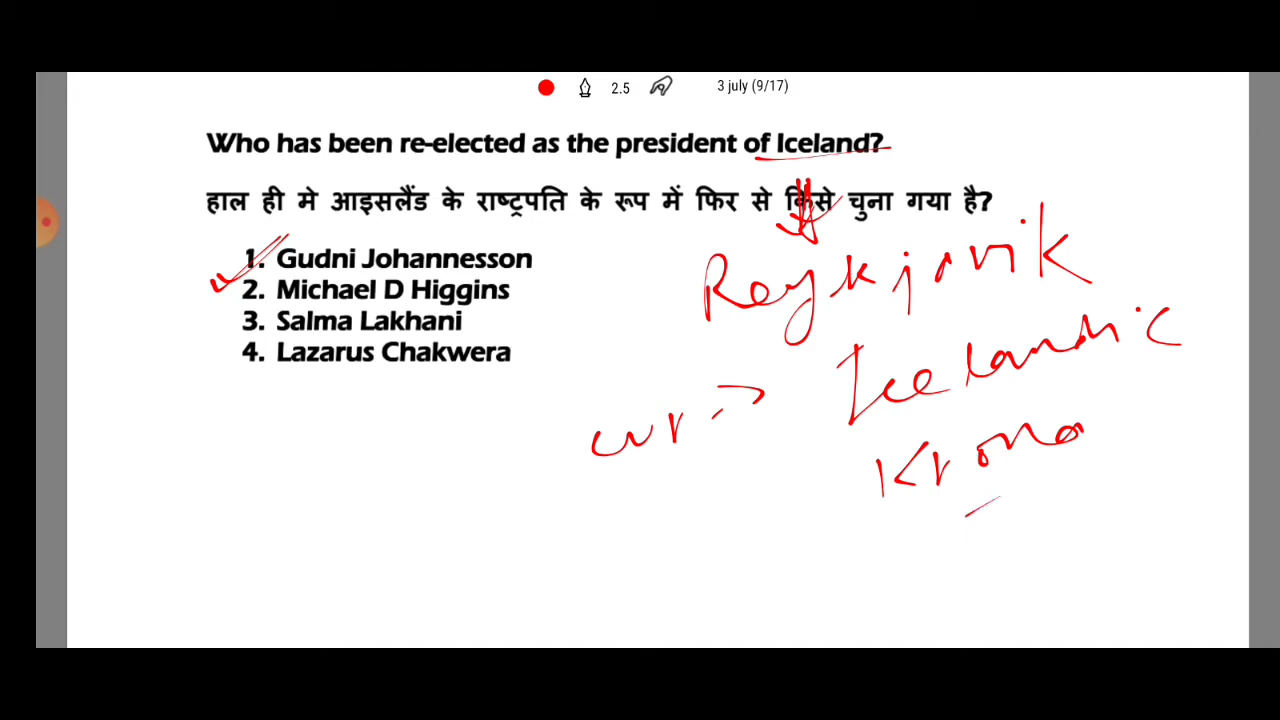 2.5 3 july (9/17)
Who has been re-elected as the president of Iceland?
हाल ही मे आइसलैंड के राष्ट्रपति के रूप में फिर से किसे चुना गया है?
1. Gudni Johannesson
2. Michael D Higgins
3. Salma Lakhani
4. Lazarus Chakwera
Reykjavik
cur → Icelandic
Krona